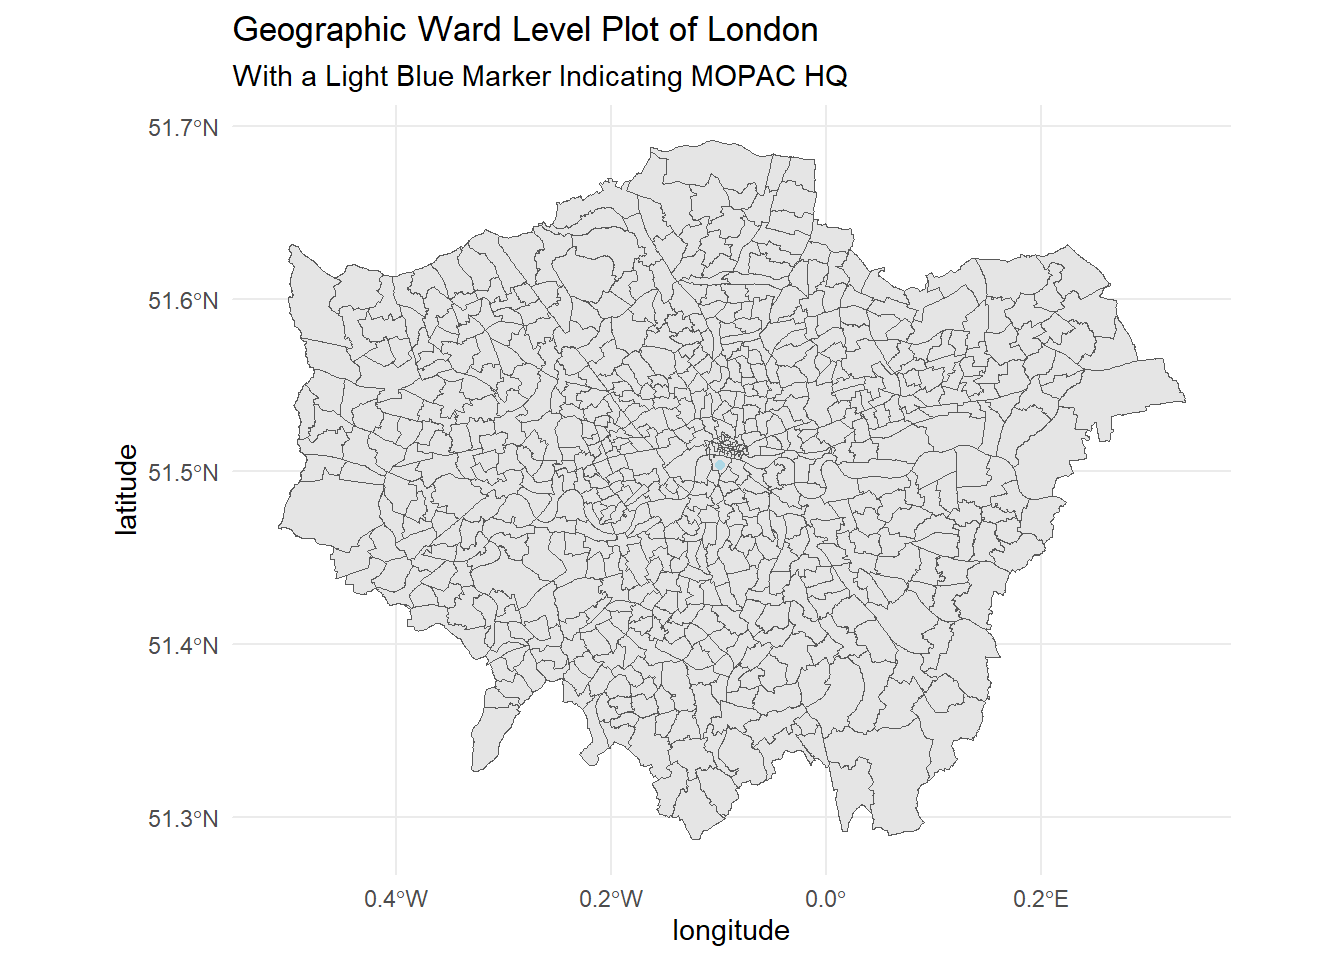 Geographic Ward Level Plot of London
With a Light Blue Marker Indicating MOPAC HQ
51.7°N
51.6°N
51.5°N
51.4°N
51.3°N
latitude
0.4°W 0.2°W 0.0° 0.2°E
longitude